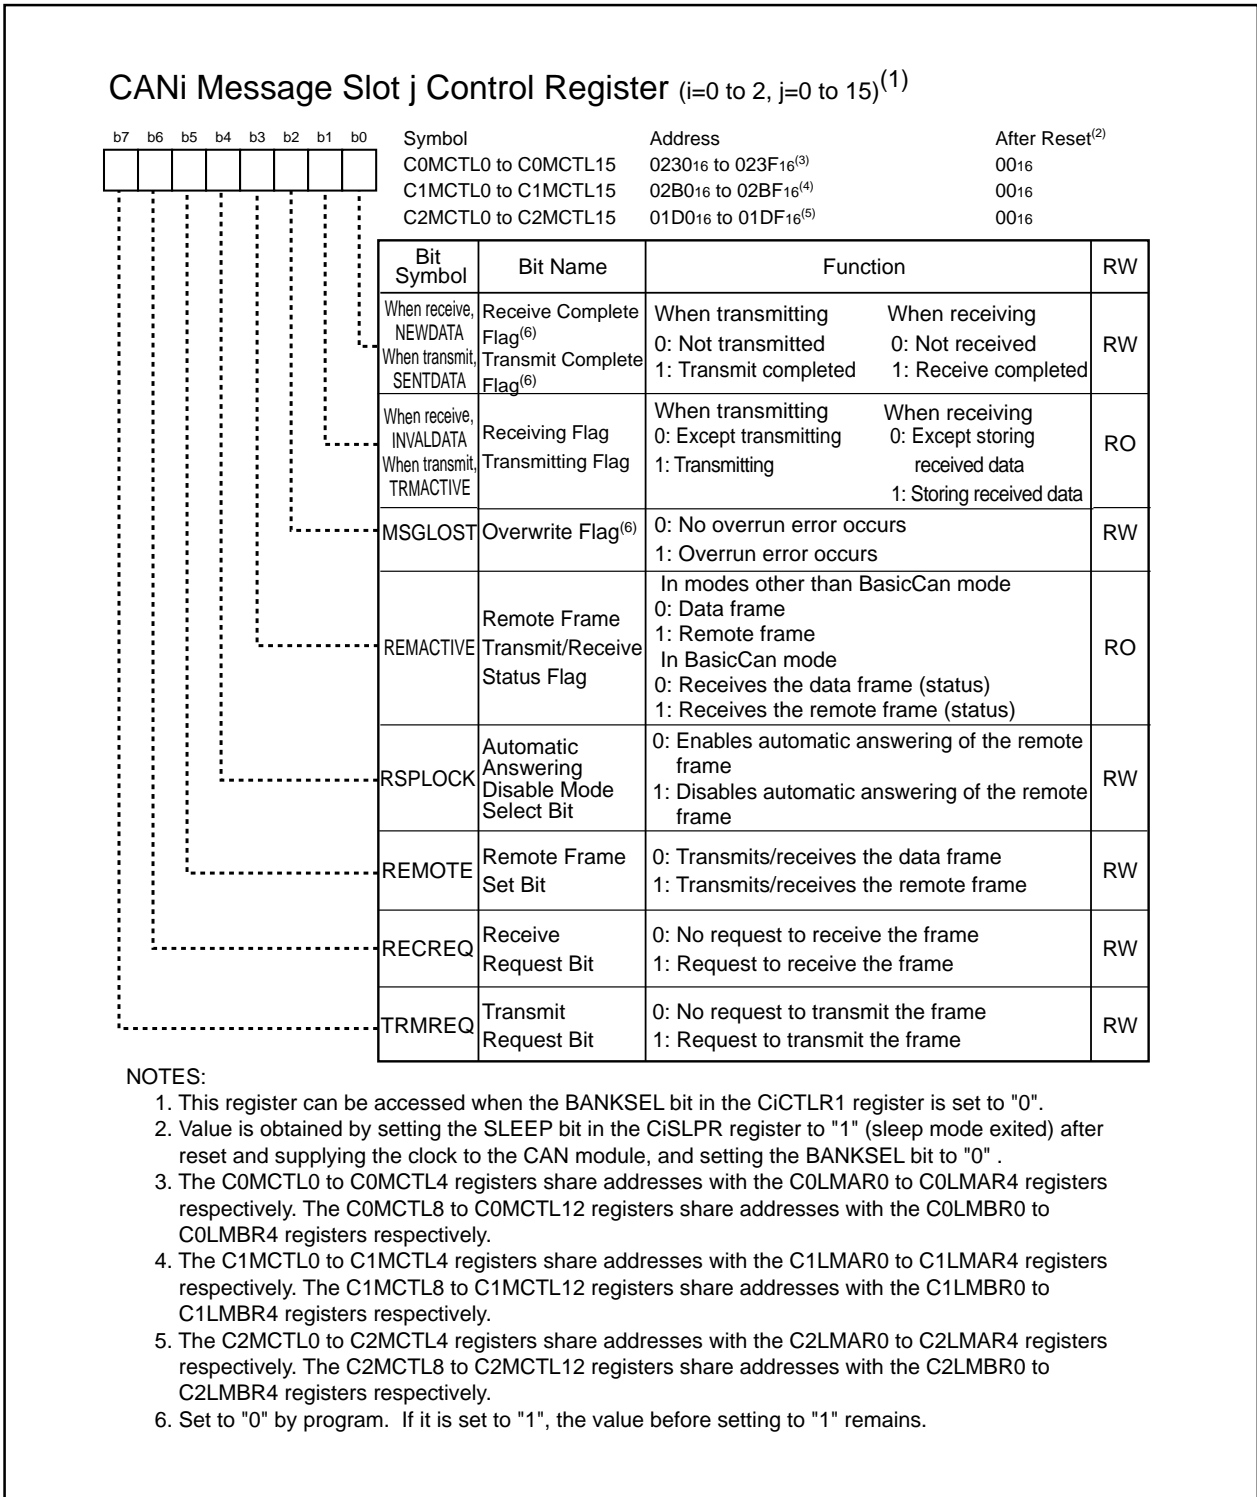 CANi Message Slot j Control Register (i=0 to 2, j=0 to 15)(1)
b7 b6 b5 b4 b3 b2 b1 b0
Symbol Address After Reset(2)
C0MCTL0 to C0MCTL15 023016 to 023F16(3) 0016
C1MCTL0 to C1MCTL15 02B016 to 02BF16(4) 0016
C2MCTL0 to C2MCTL15 01D016 to 01DF16(5) 0016
Bit Symbol Bit Name Function RW
When receive, NEWDATA When transmit, SENTDATA
Receive Complete Flag(6) Transmit Complete Flag(6)
When transmitting When receiving
0: Not transmitted 0: Not received
1: Transmit completed 1: Receive completed
RW
When receive, INVALDATA When transmit, TRMACTIVE
Receiving Flag
Transmitting Flag
When transmitting When receiving
0: Except transmitting 0: Except storing
received data
1: Transmitting
1: Storing received data
RO
MSGLOST Overwrite Flag(6)
0: No overrun error occurs
1: Overrun error occurs
RW
REMACTIVE
Remote Frame
Transmit/Receive
Status Flag
In modes other than BasicCan mode
0: Data frame
1: Remote frame
In BasicCan mode
0: Receives the data frame (status)
1: Receives the remote frame (status)
RO
RSPLOCK
Automatic
Answering
Disable Mode
Select Bit
0: Enables automatic answering of the remote
frame
1: Disables automatic answering of the remote
frame
RW
REMOTE
Remote Frame
Set Bit
0: Transmits/receives the data frame
1: Transmits/receives the remote frame
RW
RECREQ
Receive
Request Bit
0: No request to receive the frame
1: Request to receive the frame
RW
TRMREQ
Transmit
Request Bit
0: No request to transmit the frame
1: Request to transmit the frame
RW
NOTES:
1. This register can be accessed when the BANKSEL bit in the CiCTLR1 register is set to "0".
2. Value is obtained by setting the SLEEP bit in the CiSLPR register to "1" (sleep mode exited) after
reset and supplying the clock to the CAN module, and setting the BANKSEL bit to "0" .
3. The C0MCTL0 to C0MCTL4 registers share addresses with the C0LMAR0 to C0LMAR4 registers
respectively. The C0MCTL8 to C0MCTL12 registers share addresses with the C0LMBR0 to
C0LMBR4 registers respectively.
4. The C1MCTL0 to C1MCTL4 registers share addresses with the C1LMAR0 to C1LMAR4 registers
respectively. The C1MCTL8 to C1MCTL12 registers share addresses with the C1LMBR0 to
C1LMBR4 registers respectively.
5. The C2MCTL0 to C2MCTL4 registers share addresses with the C2LMAR0 to C2LMAR4 registers
respectively. The C2MCTL8 to C2MCTL12 registers share addresses with the C2LMBR0 to
C2LMBR4 registers respectively.
6. Set to "0" by program. If it is set to "1", the value before setting to "1" remains.